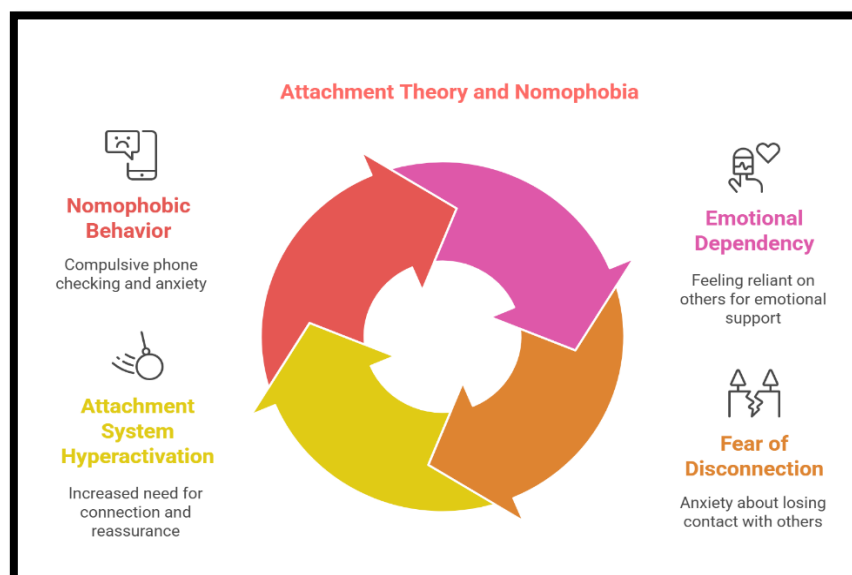 Attachment Theory and Nomophobia
Nomophobic
Behavior
Compulsive phone
checking and anxiety
Emotional
Dependency
Feeling reliant on
others for emotional
support
Attachment
System
Hyperactivation
Increased need for
connection and
reassurance
Fear of
Disconnection
Anxiety about losing
contact with others